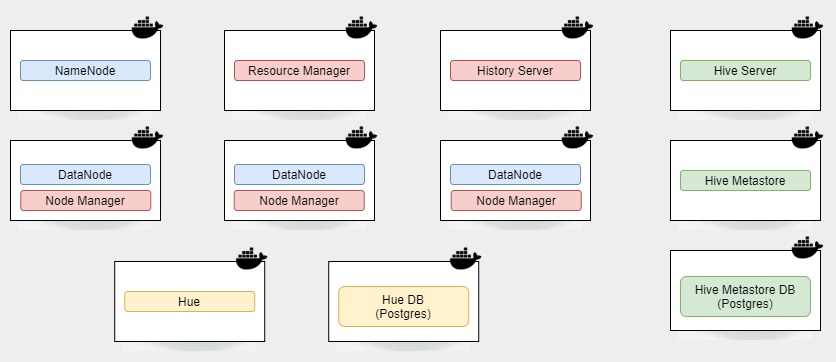 NameNode
Resource Manager
History Server
Hive Server
DataNode
Node Manager
DataNode
Node Manager
DataNode
Node Manager
Hive Metastore
Hue
Hue DB
(Postgres)
Hive Metastore DB
(Postgres)